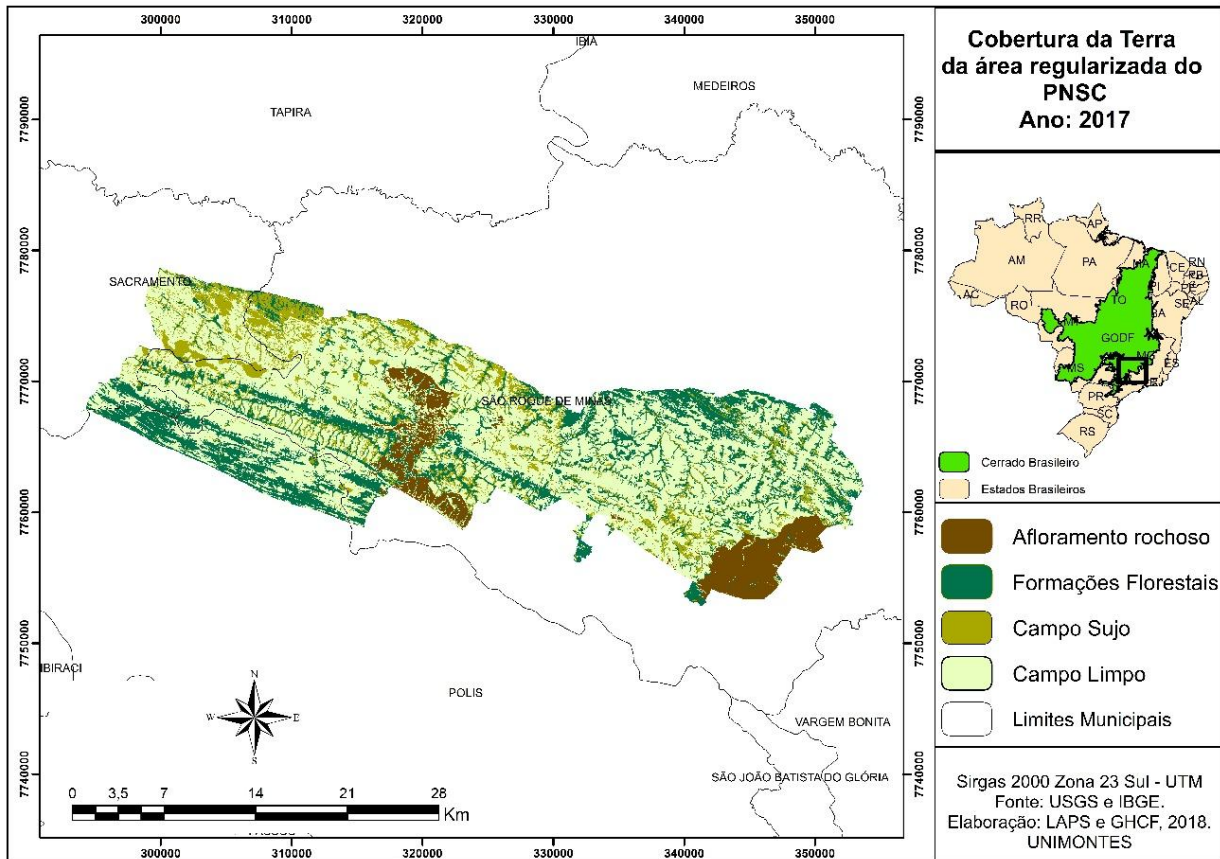 300000 310000 320000 330000 340000 350000
7790000
7780000
7770000
7760000
7750000
7740000
IBIÁ
MEDEIROS
TAPIRA
SACRAMENTO
SÃO ROQUE DE MINAS
IBIRACI
POLIS
VARGEM BONITA
SÃO JOÃO BATISTA DO GLÓRIA
N
W E
S
0 3,5 7 14 21 28
Km
7790000
7780000
7770000
7760000
7750000
7740000
300000 310000 320000 330000 340000 350000
Cobertura da Terra
da área regularizada do
PNSC
Ano: 2017
RR
AP
AM
PA
MA
CE
RN
PB
PE
AL
SE
AC
RO
TO
PI
BA
MT
GODF
MG
ES
MS
PR
SC
RS
Cerrado Brasileiro
Estados Brasileiros
Afloramento rochoso
Formações Florestais
Campo Sujo
Campo Limpo
Limites Municipais
Sirgas 2000 Zona 23 Sul - UTM
Fonte: USGS e IBGE.
Elaboração: LAPS e GHCF, 2018.
UNIMONTES